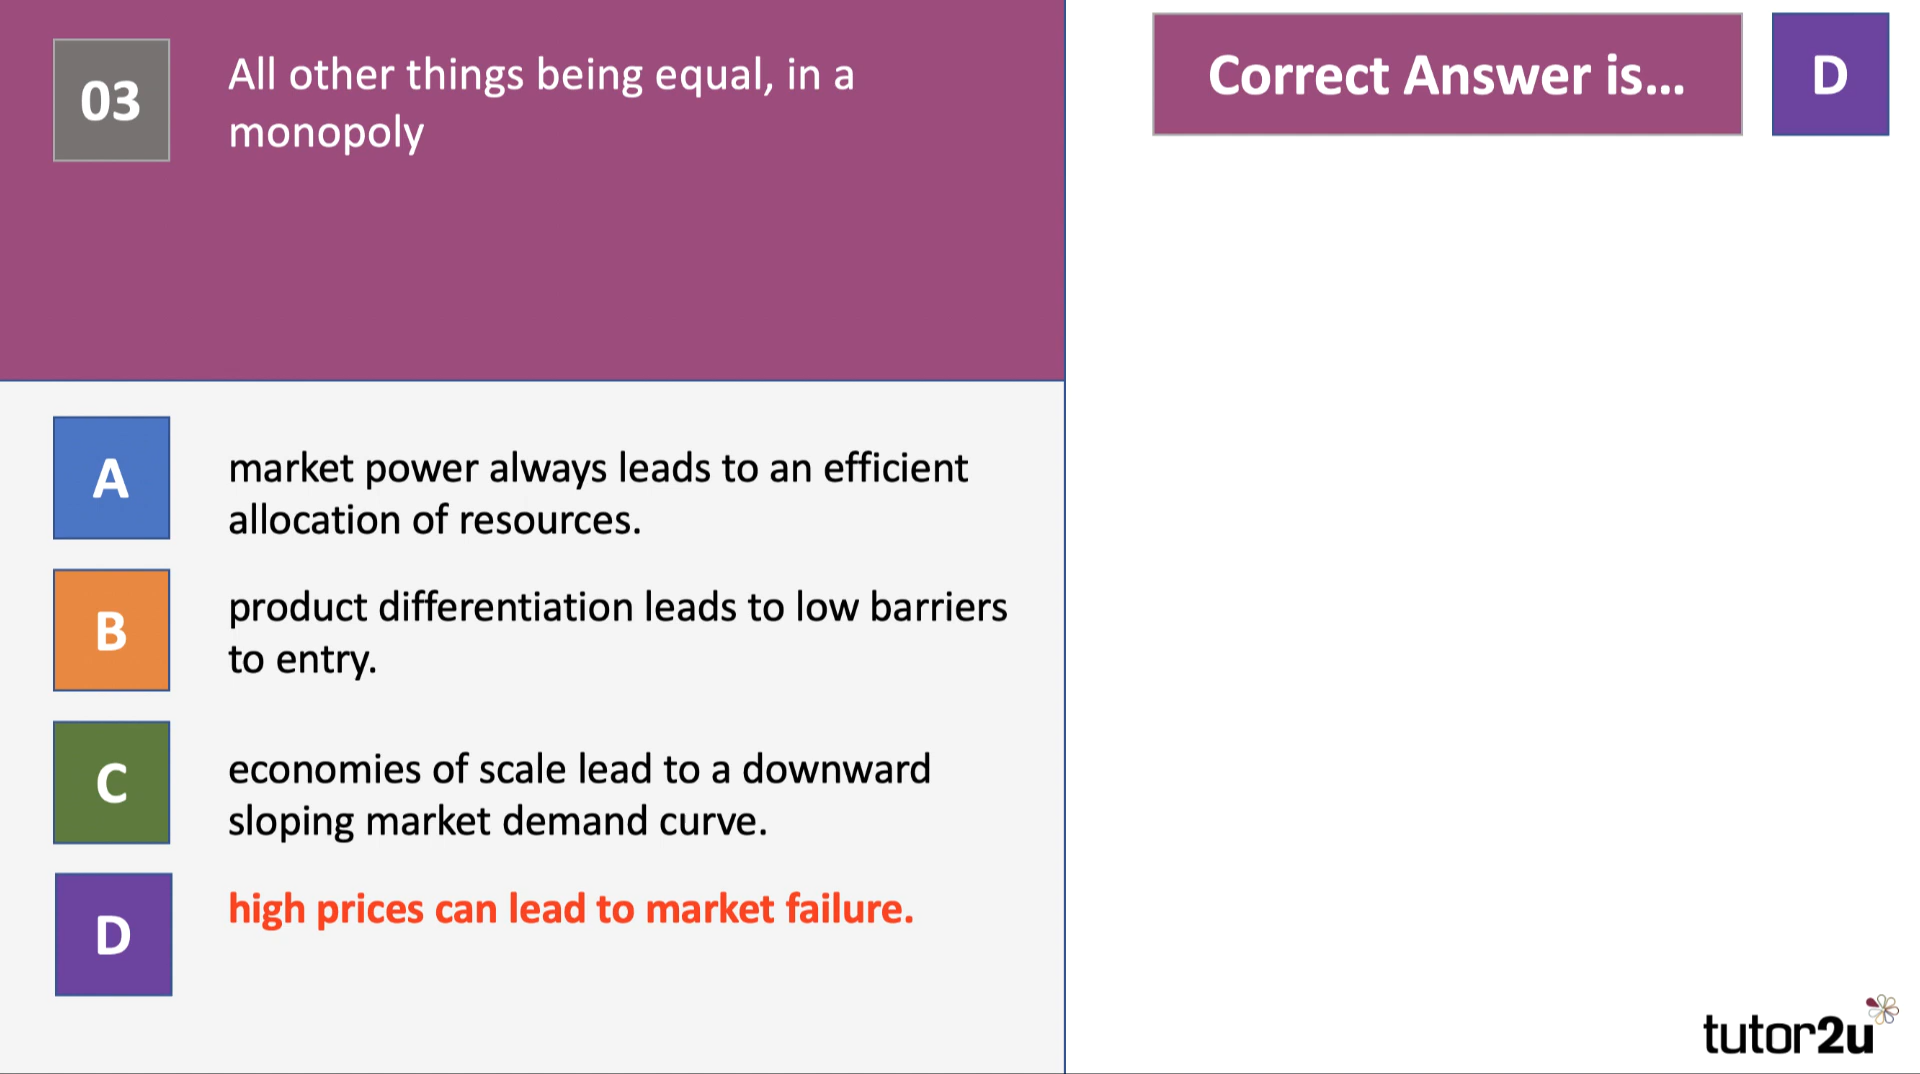 03
All other things being equal, in a
monopoly
A
market power always leads to an efficient
allocation of resources.
B
product differentiation leads to low barriers
to entry.
C
economies of scale lead to a downward
sloping market demand curve.
D
high prices can lead to market failure.
Correct Answer is...
D
tutor2u